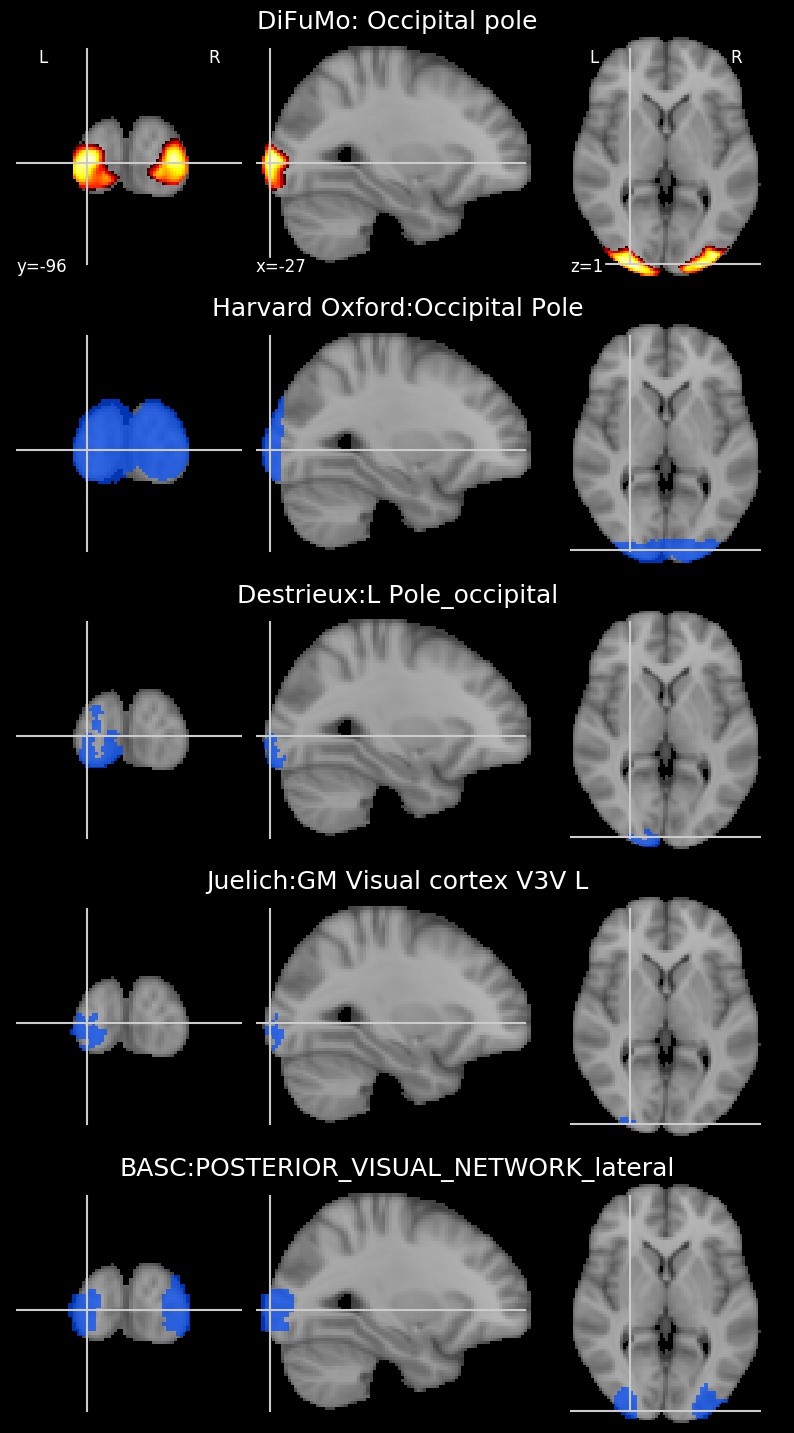 DiFuMo: Occipital pole
L R L R
y=-96 x=-27 z=1
Harvard Oxford:Occipital Pole
Destrieux:L Pole_occipital
Juelich:GM Visual cortex V3V L
BASC:POSTERIOR_VISUAL_NETWORK_lateral